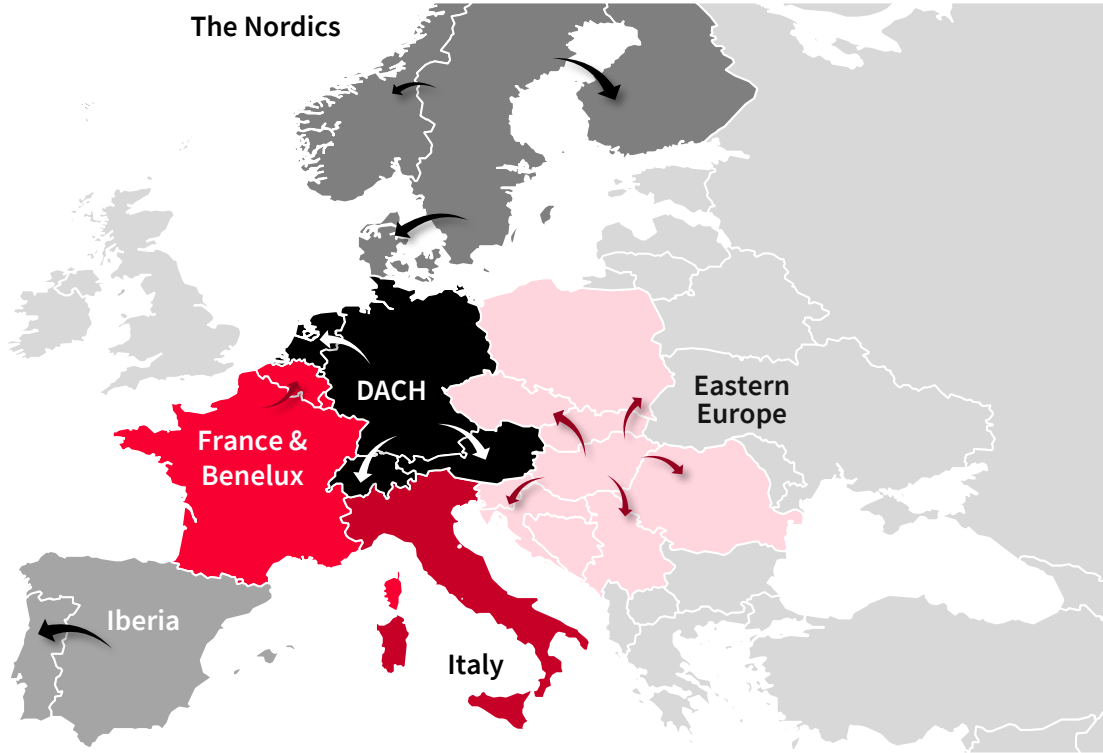 The Nordics
DACH
Eastern
Europe
France &
Benelux
Iberia
Italy